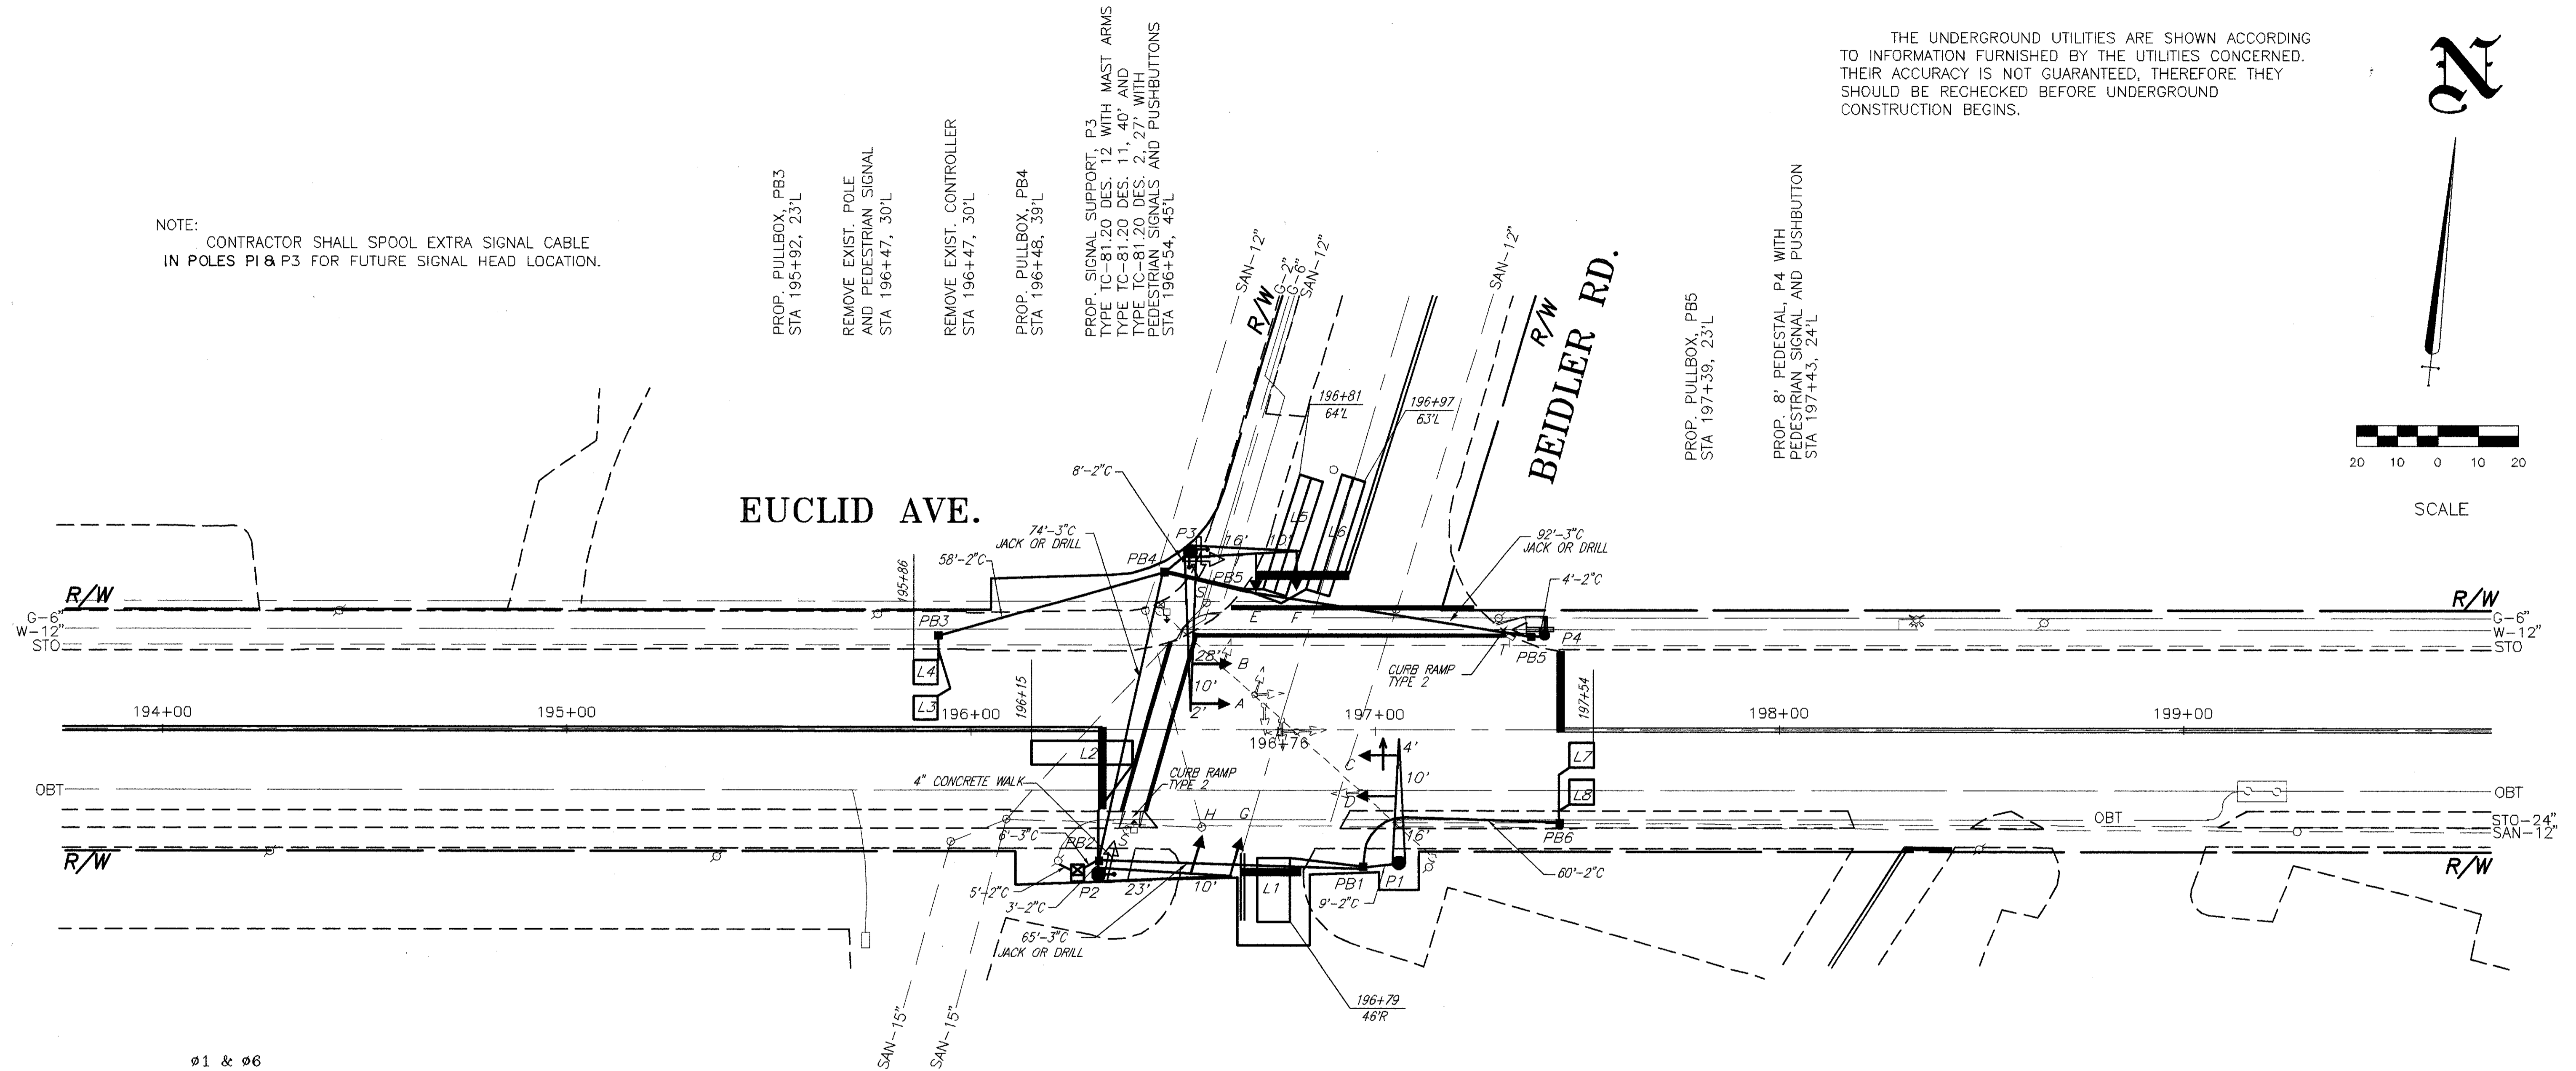 THE UNDERGROUND UTILITIES ARE SHOWN ACCORDING
TO INFORMATION FURNISHED BY THE UTILITIES CONCERNED.
THEIR ACCURACY IS NOT GUARANTEED, THEREFORE THEY
SHOULD BE RECHECKED BEFORE UNDERGROUND
CONSTRUCTION BEGINS.
N
NOTE:
CONTRACTOR SHALL SPOOL EXTRA SIGNAL CABLE
IN POLES P1 & P3 FOR FUTURE SIGNAL HEAD LOCATION.
PROP. PULLBOX, PB3
STA 195+92, 23'L
REMOVE EXIST. POLE
AND PEDESTRIAN SIGNAL
STA 196+47, 30'L
REMOVE EXIST. CONTROLLER
STA 196+47, 30'L
PROP. PULLBOX, PB4
STA 196+48, 39'L
PROP. SIGNAL SUPPORT, P3
TYPE TC-81.20 DES. 12 WITH MAST ARMS
TYPE TC-81.20 DES. 11, 40' AND
TYPE TC-81.20 DES. 2, 27' WITH
PEDESTRIAN SIGNALS AND PUSHBUTTONS
STA 196+54, 45'L
SAN-12"
R/W
G-2"
G-6"
SAN-12"
SAN-12"
R/W
BEIDLER RD.
PROP. PULLBOX, PB5
STA 197+39, 23'L
PROP. 8' PEDESTAL, P4 WITH
PEDESTRIAN SIGNAL AND PUSHBUTTON
STA 197+43, 24'L
20 10 0 10 20
SCALE
EUCLID AVE.
196+81
64'L
196+97
63'L
8'-2"C
74'-3"C
JACK OR DRILL
58'-2"C
92'-3"C
JACK OR DRILL
4'-2"C
195+86
P3
16'
10'
L5
L6
PB4
PB5
S
E
F
R/W
G-6"
W-12"
STO
PB3
P4
PB5
T
R/W
G-6"
W-12"
STO
CURB RAMP
TYPE 2
L4
L3
28'
B
10'
A
2'
196+15
197+54
194+00
195+00
196+00
197+00
198+00
199+00
196+76
L2
4'
C
10'
D
L7
L8
4" CONCRETE WALK
CURB RAMP
TYPE 2
OBT
OBT
OBT
STO-24"
SAN-12"
H
G
6'-3"C
PB2
S
16'
PB6
R/W
R/W
5'-2"C
P2
23'
10'
L1
PB1
P1
60'-2"C
3'-2"C
9'-2"C
65'-3"C
JACK OR DRILL
196+79
46'R
SAN-15"
SAN-15"
ø1 & ø6